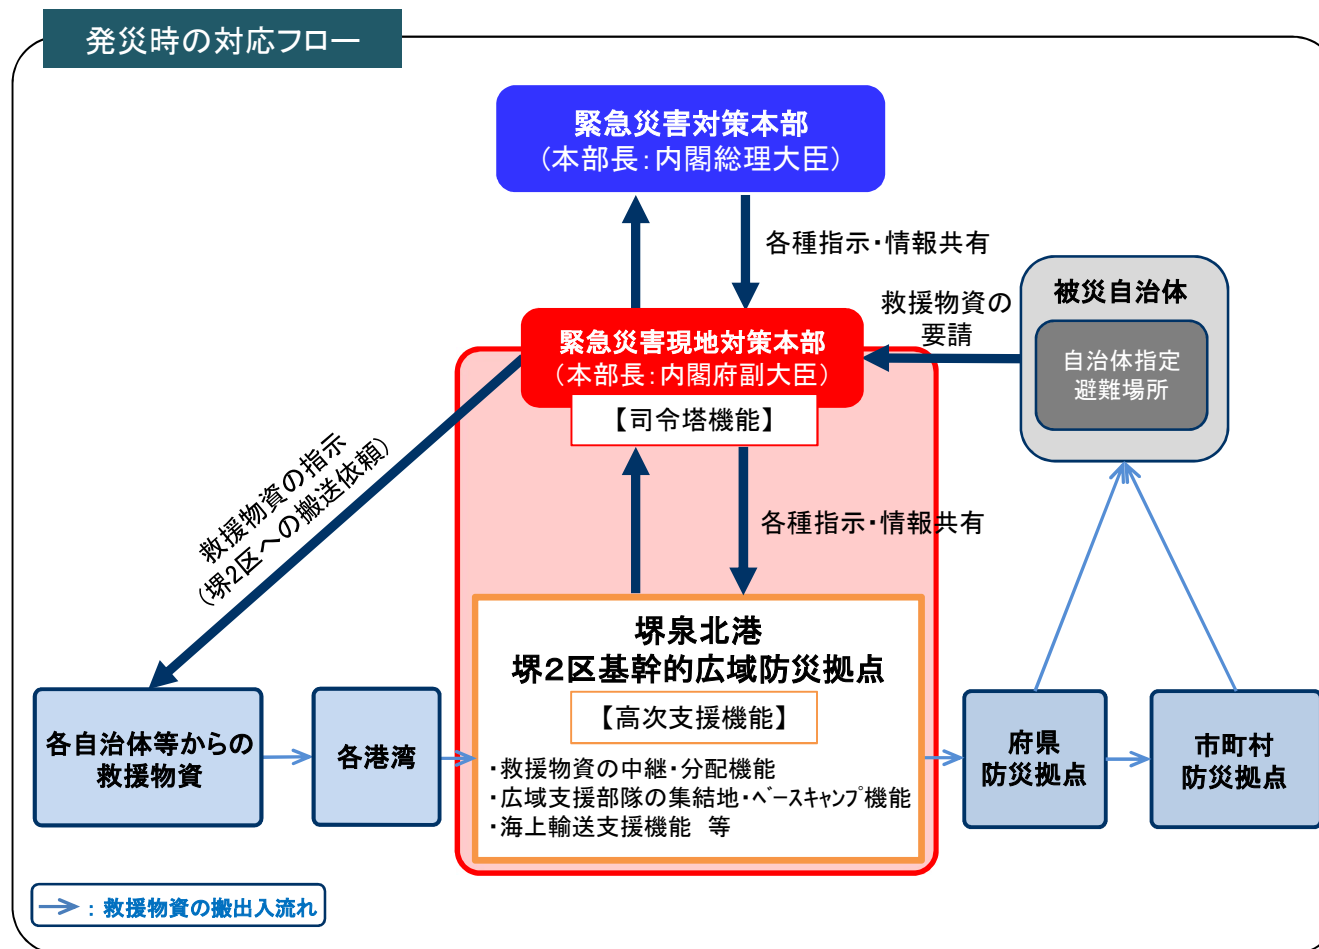 発災時の対応フロー
緊急災害対策本部
（本部長：内閣総理大臣）
各種指示・情報共有
被災自治体
自治体指定
避難場所
救援物資の
要請
緊急災害現地対策本部
（本部長：内閣府副大臣）
【司令塔機能】
救援物資の指示
（堺2区への搬送依頼）
各種指示・情報共有
堺泉北港
堺２区基幹的広域防災拠点
【高次支援機能】
・救援物資の中継・分配機能
・広域支援部隊の集結地・ﾍﾞｰｽｷｬﾝﾌﾟ機能
・海上輸送支援機能　等
各自治体等からの
救援物資
各港湾
府県
防災拠点
市町村
防災拠点
：救援物資の搬出入流れ